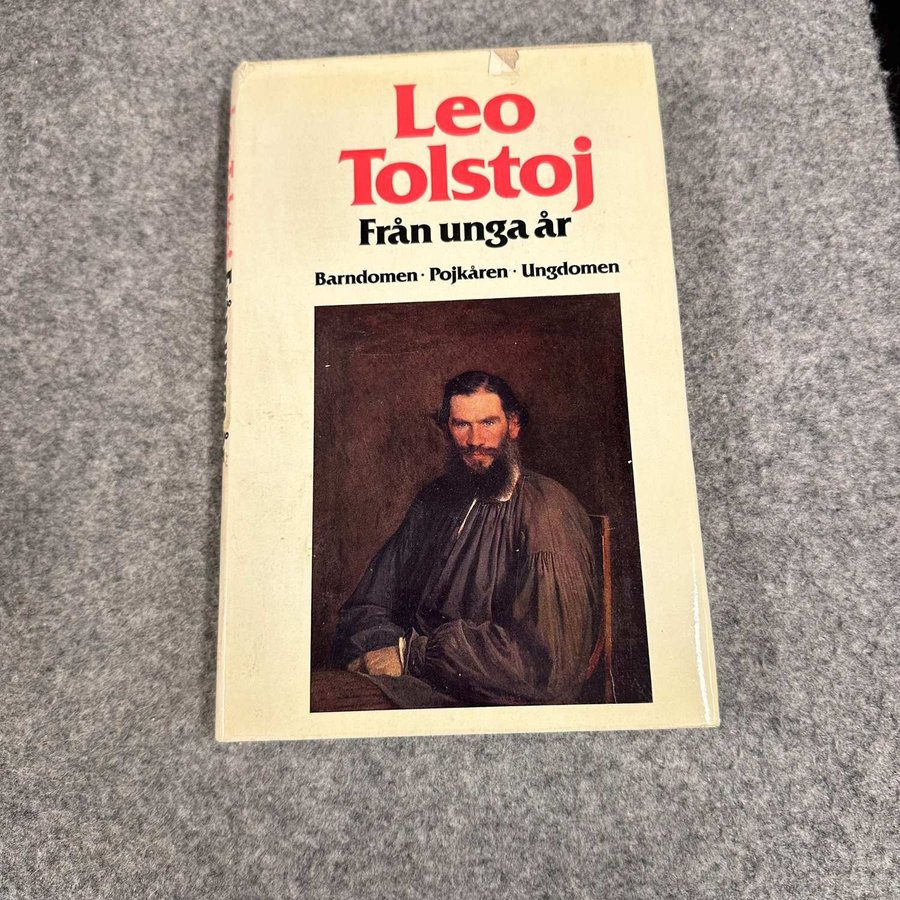 Leo
Tolstoj
Från unga år
Barndomen · Pojkåren · Ungdomen